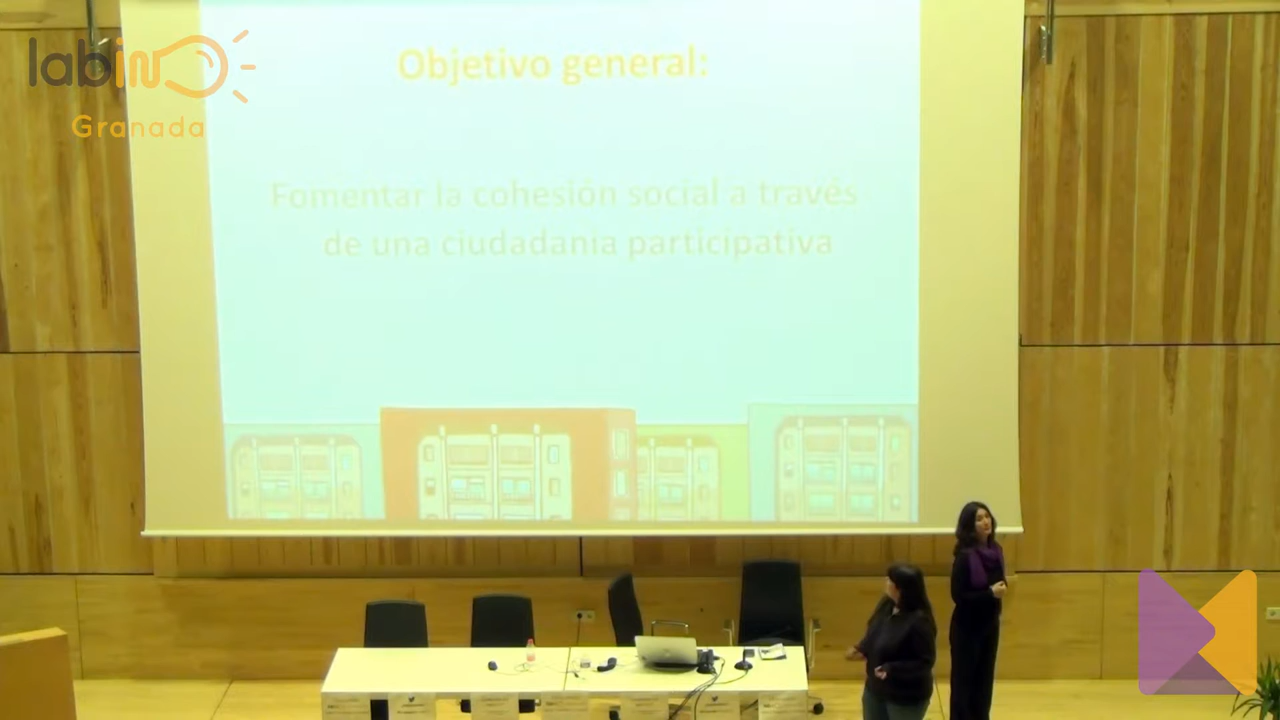 labin
Granada
Objetivo general:
Fomentar la cohesión social a través
de una ciudadanía participativa